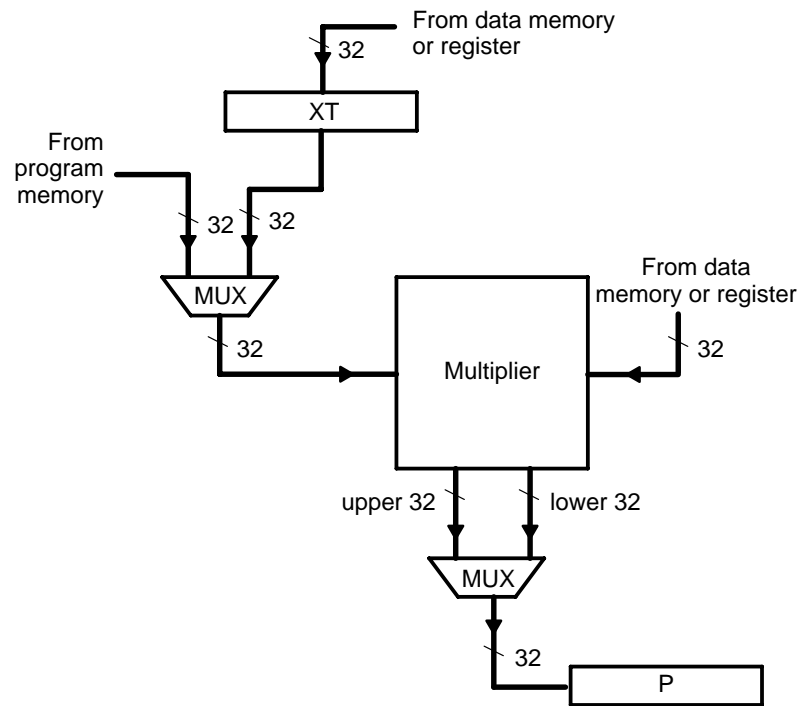 From data memory
or register
32
XT
From
program
memory
32
32
MUX
From data
memory or register
32
32
Multiplier
upper 32
lower 32
MUX
32
P